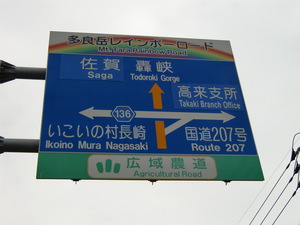 多良岳レインボーロード
Mt. Tara Rainbow Road
佐賀 轟峡
Saga Todoroki Gorge
高来支所
Takaki Branch Office
136
いこいの村長崎 国道207号
Ikoino Mura Nagasaki Route 207
広域農道
Agricultural Road